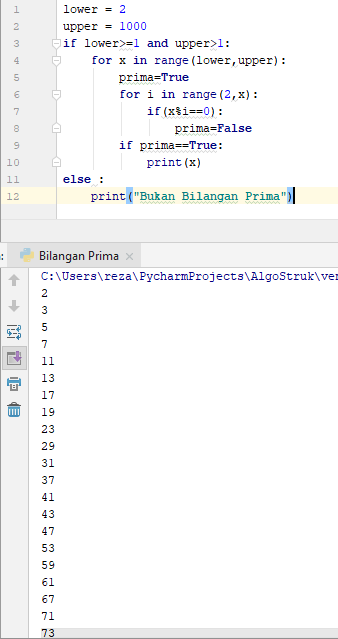 1 lower = 2
2 upper = 1000
3 if lower>=1 and upper>1:
4     for x in range(lower,upper):
5         prima=True
6         for i in range(2,x):
7             if(x%i==0):
8                 prima=False
9         if prima==True:
10             print(x)
11 else :
12     print("Bukan Bilangan Prima")
: Bilangan Prima ×
C:\Users\reza\PycharmProjects\AlgoStruk\ver
2
3
5
7
11
13
17
19
23
29
31
37
41
43
47
53
59
61
67
71
73